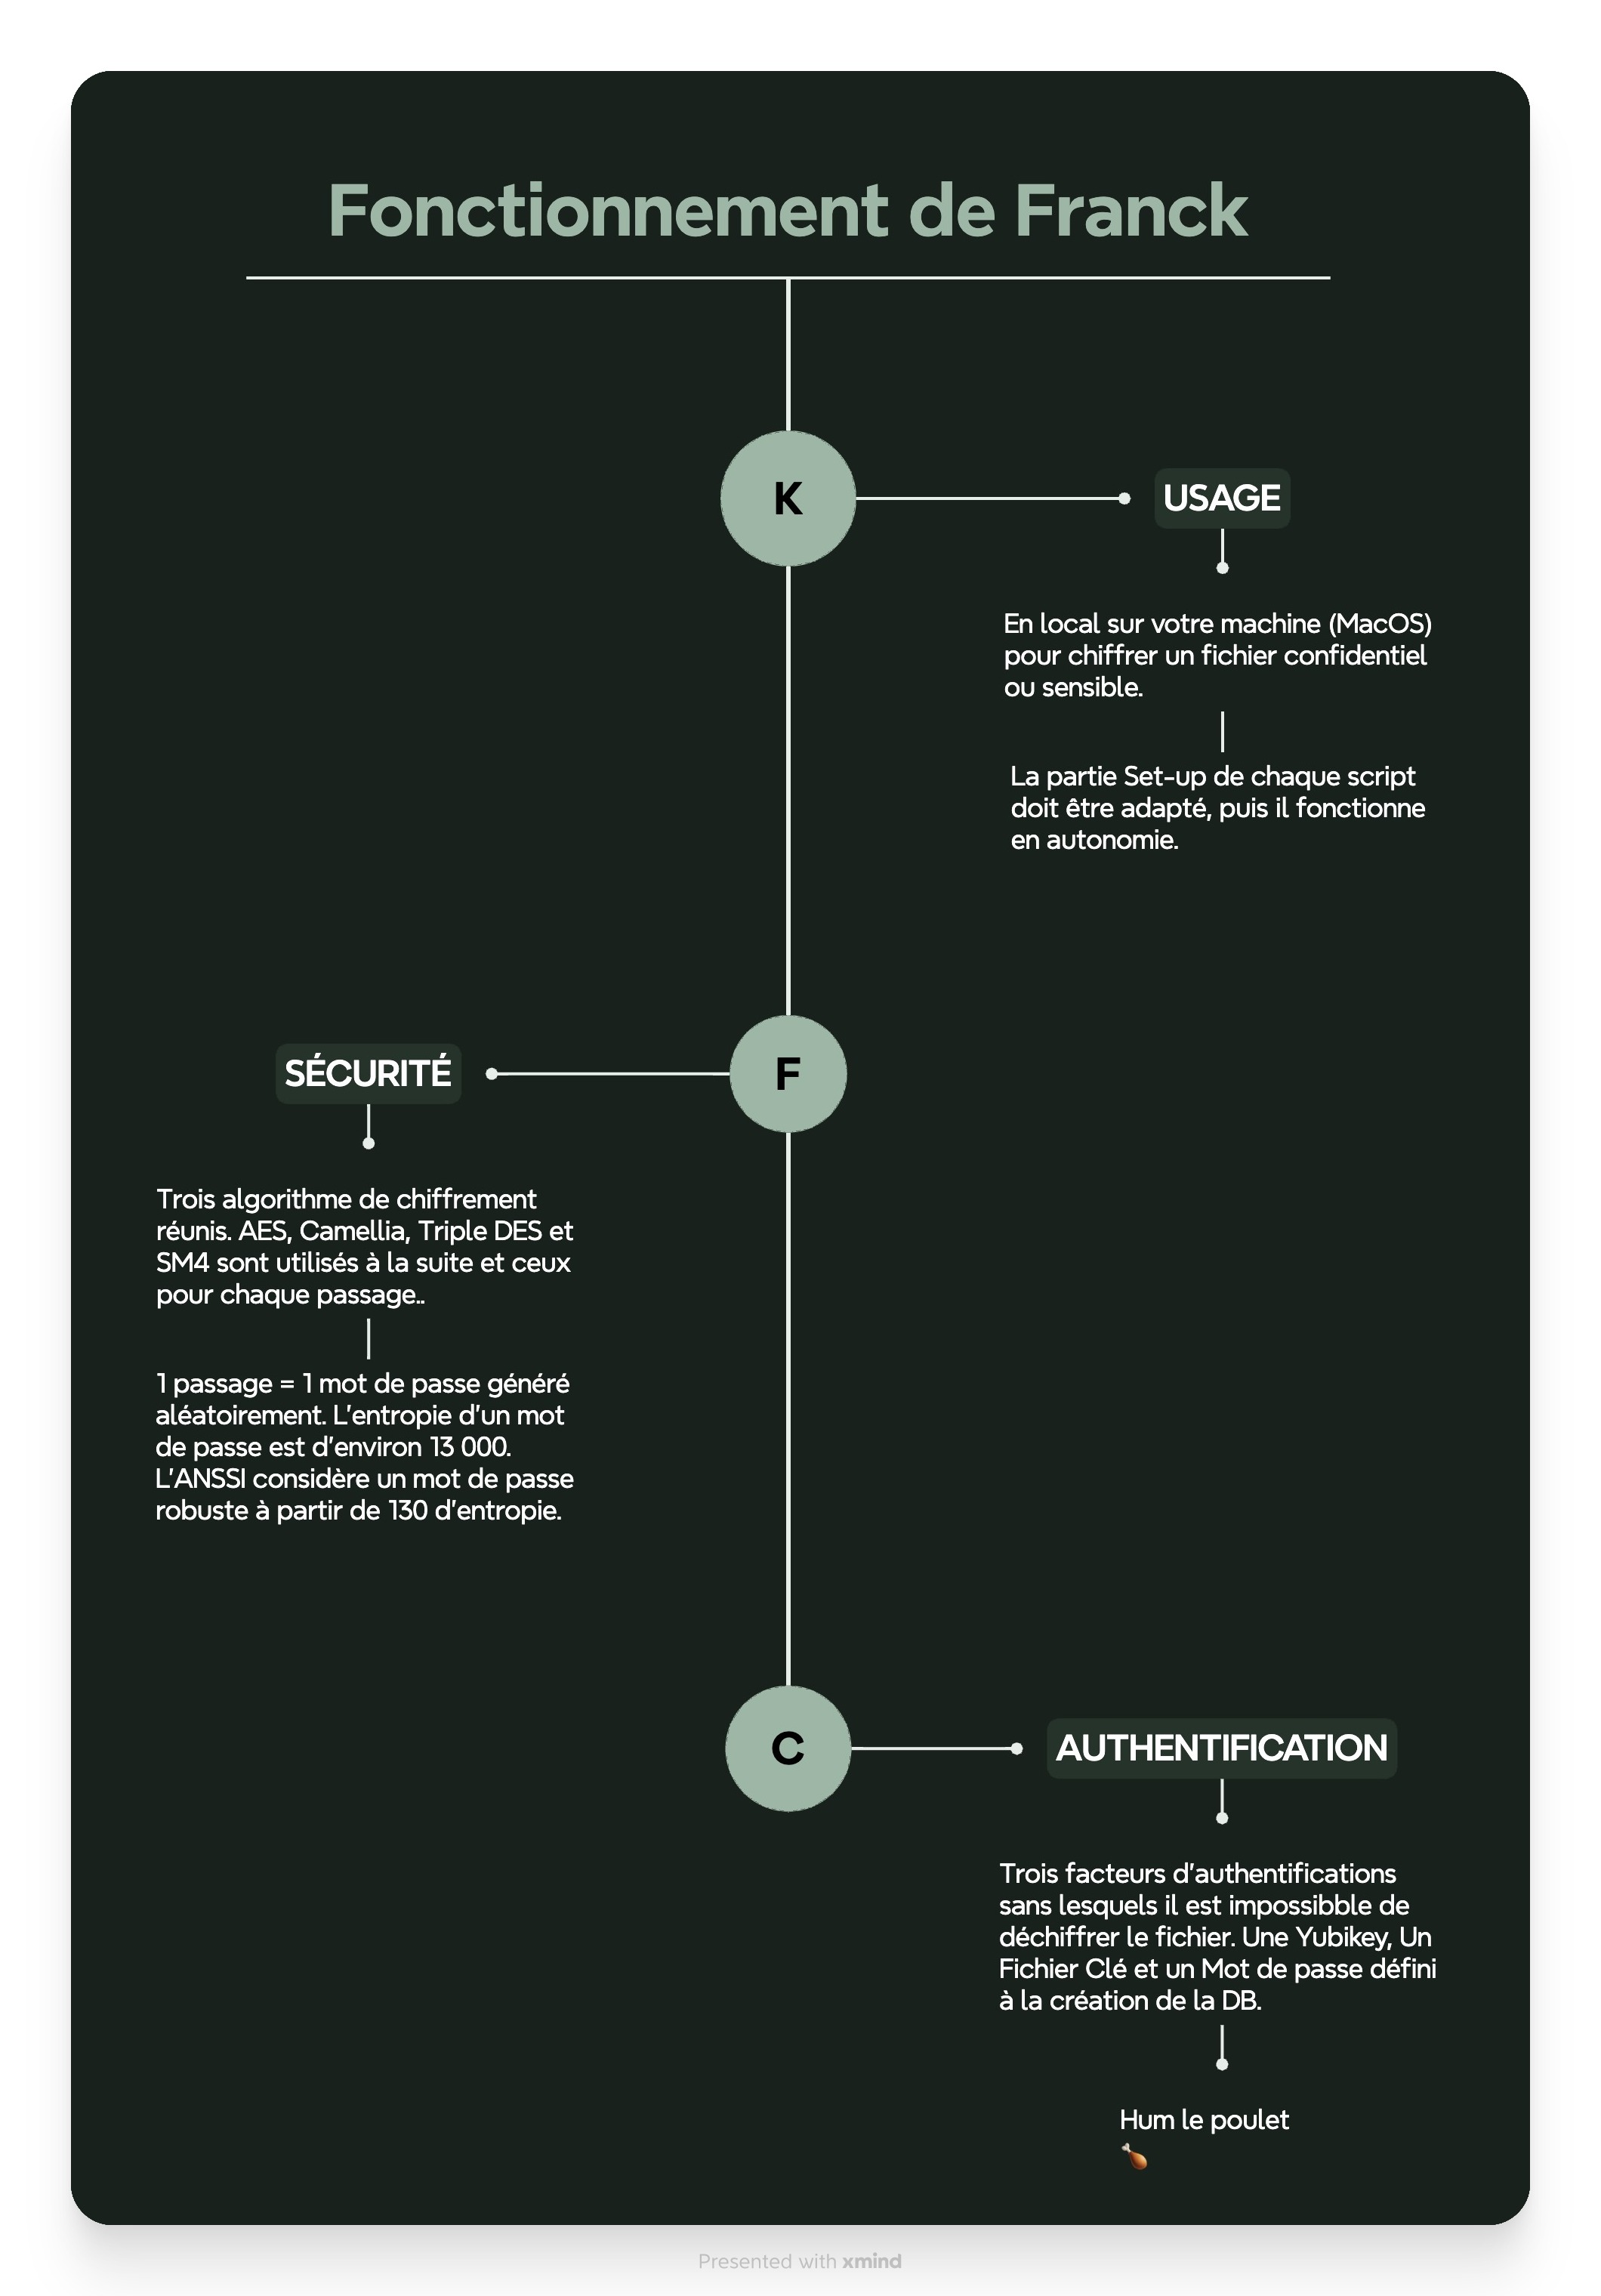 Fonctionnement de Franck
K
USAGE
En local sur votre machine (MacOS)
pour chiffrer un fichier confidentiel
ou sensible.
La partie Set-up de chaque script
doit être adapté, puis il fonctionne
en autonomie.
F
SÉCURITÉ
Trois algorithme de chiffrement
réunis. AES, Camellia, Triple DES et
SM4 sont utilisés à la suite et ceux
pour chaque passage..
1 passage = 1 mot de passe généré
aléatoirement. L'entropie d'un mot
de passe est d'environ 13 000.
L'ANSSI considère un mot de passe
robuste à partir de 130 d'entropie.
C
AUTHENTIFICATION
Trois facteurs d'authentifications
sans lesquels il est impossibble de
déchiffrer le fichier. Une Yubikey, Un
Fichier Clé et un Mot de passe défini
à la création de la DB.
Hum le poulet
🍗
Presented with xmind